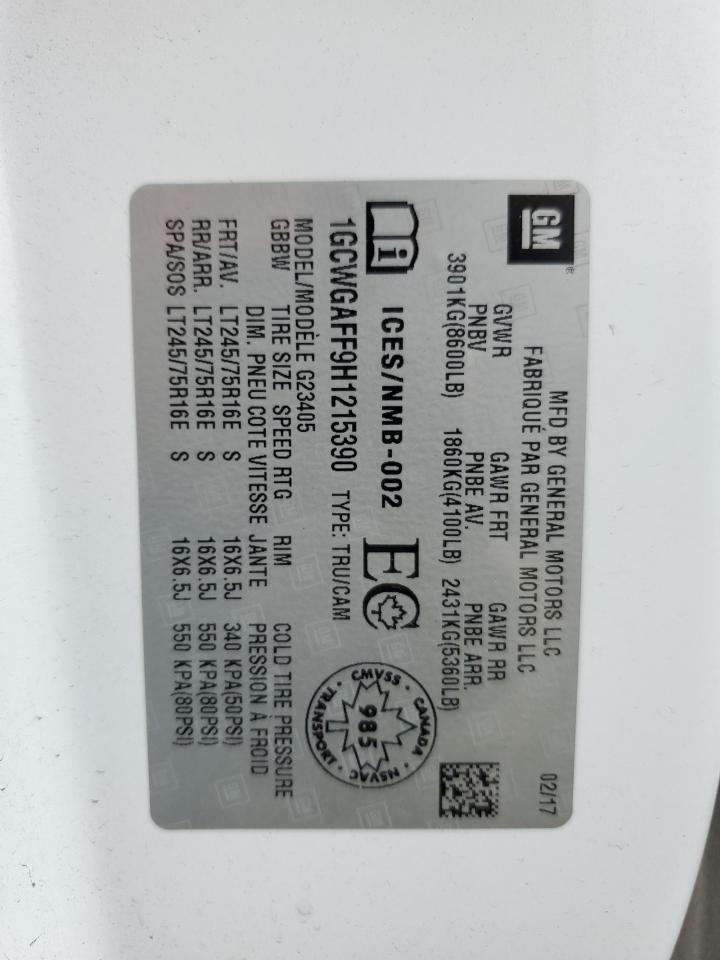 GM®
MFD BY GENERAL MOTORS LLC
FABRIQUÉ PAR GENERAL MOTORS LLC
02/17
GVWR GAWR FRT GAWR RR
PNBV PNBE AV. PNBE ARR.
3901KG(8600LB) 1860KG(4100LB) 2431KG(5360LB)
i ICES/NMB-002 EC
CANADA
CMVSS · NSVAC
985
· TRANSPORT ·
1GCWGAFF9H1215390 TYPE: TRU/CAM
MODEL/MODÈLE G23405
GBBW TIRE SIZE SPEED RTG RIM COLD TIRE PRESSURE
DIM. PNEU COTE VITESSE JANTE PRESSION À FROID
FRT/AV. LT245/75R16E S 16X6.5J 340 KPA(50PSI)
RR/ARR. LT245/75R16E S 16X6.5J 550 KPA(80PSI)
SPA/SOS LT245/75R16E S 16X6.5J 550 KPA(80PSI)